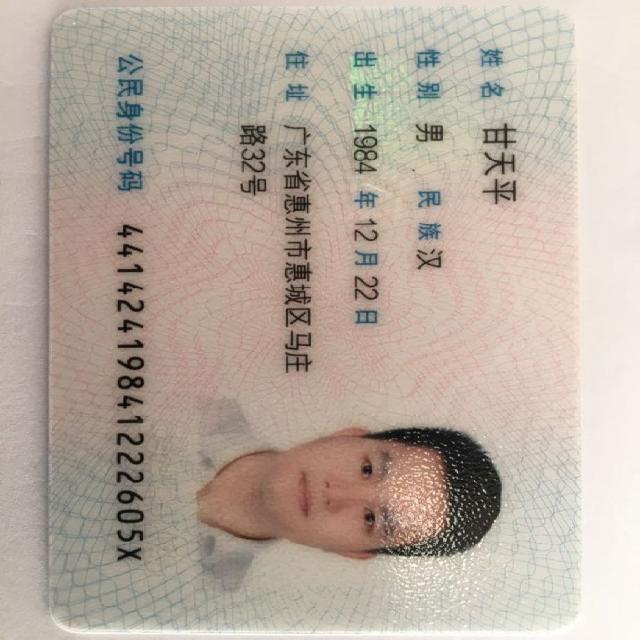 姓名 甘天平
性别 男 民族 汉
出生 1984 年 12 月 22 日
住址 广东省惠州市惠城区马庄
路32号
公民身份号码 441424198412222605X